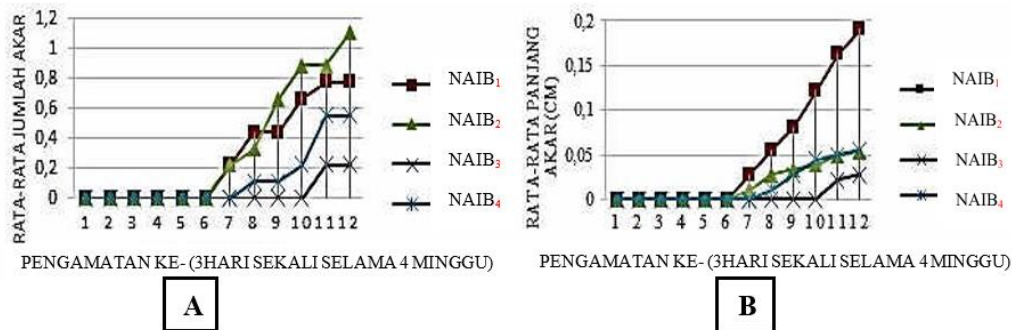 RATA-RATA JUMLAH AKAR
1,2
1
0,8
0,6
0,4
0,2
0
1 2 3 4 5 6 7 8 9 10 11 12
NAIB1
NAIB2
NAIB3
NAIB4
PENGAMATAN KE- (3HARI SEKALI SELAMA 4 MINGGU)
A
RATA-RATA PANJANG
AKAR(CM)
0,2
0,15
0,1
0,05
0
1 2 3 4 5 6 7 8 9 10 11 12
NAIB1
NAIB2
NAIB3
NAIB4
PENGAMATAN KE- (3HARI SEKALI SELAMA 4 MINGGU)
B